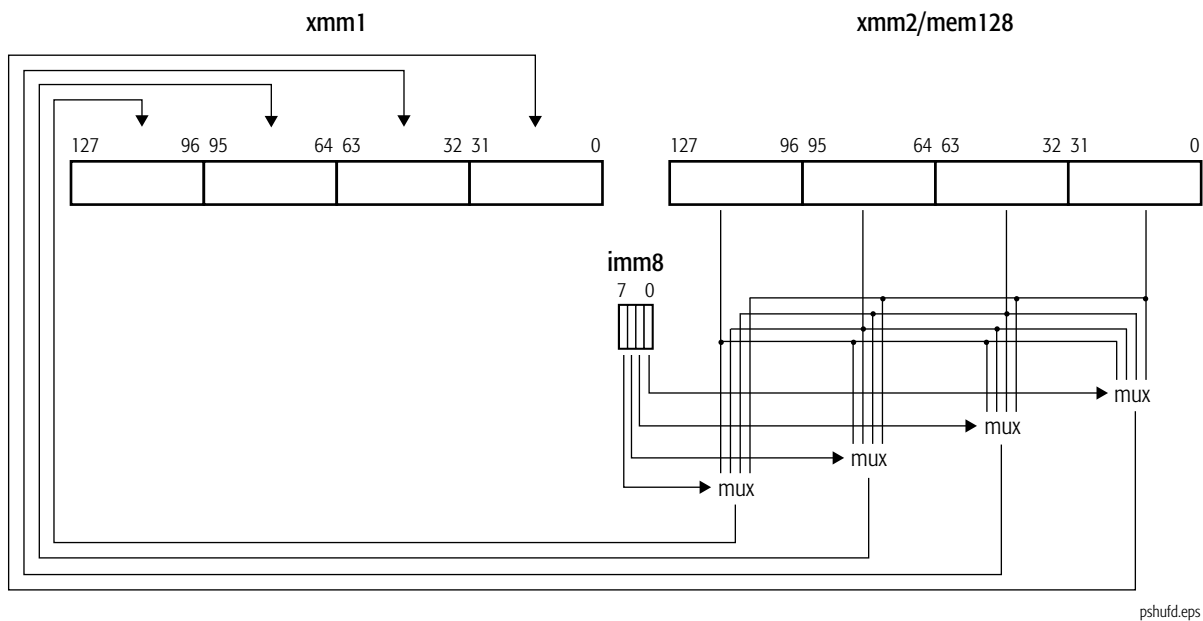 xmm1 xmm2/mem128
127 96 95 64 63 32 31 0 127 96 95 64 63 32 31 0
imm8
7 0
mux
mux
mux
mux
pshufd.eps